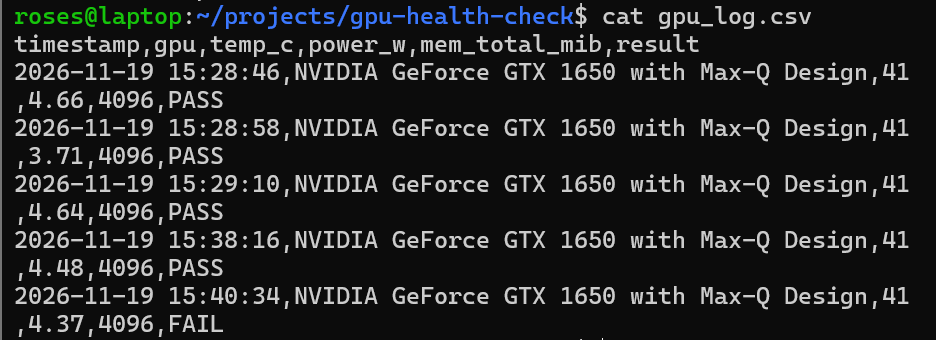 roses@laptop:~/projects/gpu-health-check$ cat gpu_log.csv
timestamp,gpu,temp_c,power_w,mem_total_mib,result
2026-11-19 15:28:46,NVIDIA GeForce GTX 1650 with Max-Q Design,41
,4.66,4096,PASS
2026-11-19 15:28:58,NVIDIA GeForce GTX 1650 with Max-Q Design,41
,3.71,4096,PASS
2026-11-19 15:29:10,NVIDIA GeForce GTX 1650 with Max-Q Design,41
,4.64,4096,PASS
2026-11-19 15:38:16,NVIDIA GeForce GTX 1650 with Max-Q Design,41
,4.48,4096,PASS
2026-11-19 15:40:34,NVIDIA GeForce GTX 1650 with Max-Q Design,41
,4.37,4096,FAIL